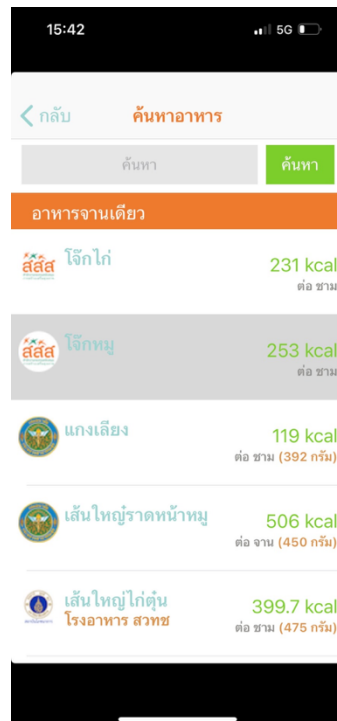 15:42
5G
กลับ
ค้นหาอาหาร
ค้นหา
ค้นหา
อาหารจานเดียว
สสส
โจ๊กไก่
231 kcal
ต่อ ชาม
สสส
โจ๊กหมู
253 kcal
ต่อ ชาม
แกงเลียง
119 kcal
ต่อ ชาม (392 กรัม)
เส้นใหญ่ราดหน้าหมู
506 kcal
ต่อ จาน (450 กรัม)
เส้นใหญ่ไก่ตุ๋น
399.7 kcal
โรงอาหาร สวทช
ต่อ ชาม (475 กรัม)